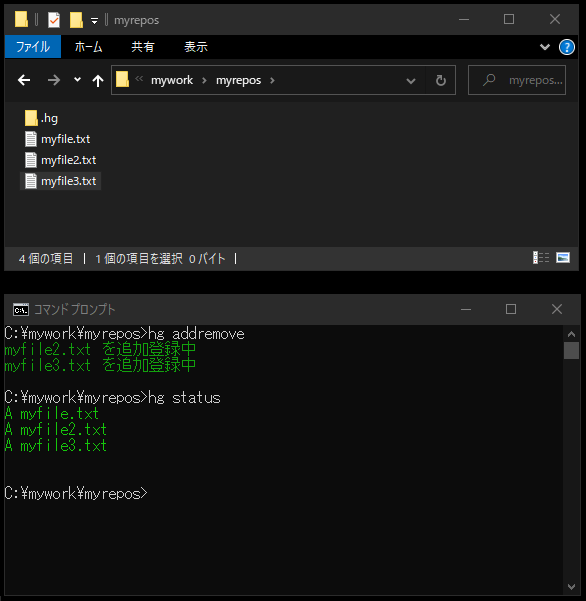 myrepos
ファイル ホーム 共有 表示
mywork myrepos myrepos...
.hg
myfile.txt
myfile2.txt
myfile3.txt
4 個の項目 1 個の項目を選択 0 バイト
コマンド プロンプト
C:¥mywork¥myrepos>hg addremove
myfile2.txt を追加登録中
myfile3.txt を追加登録中
C:¥mywork¥myrepos>hg status
A myfile.txt
A myfile2.txt
A myfile3.txt
C:¥mywork¥myrepos>